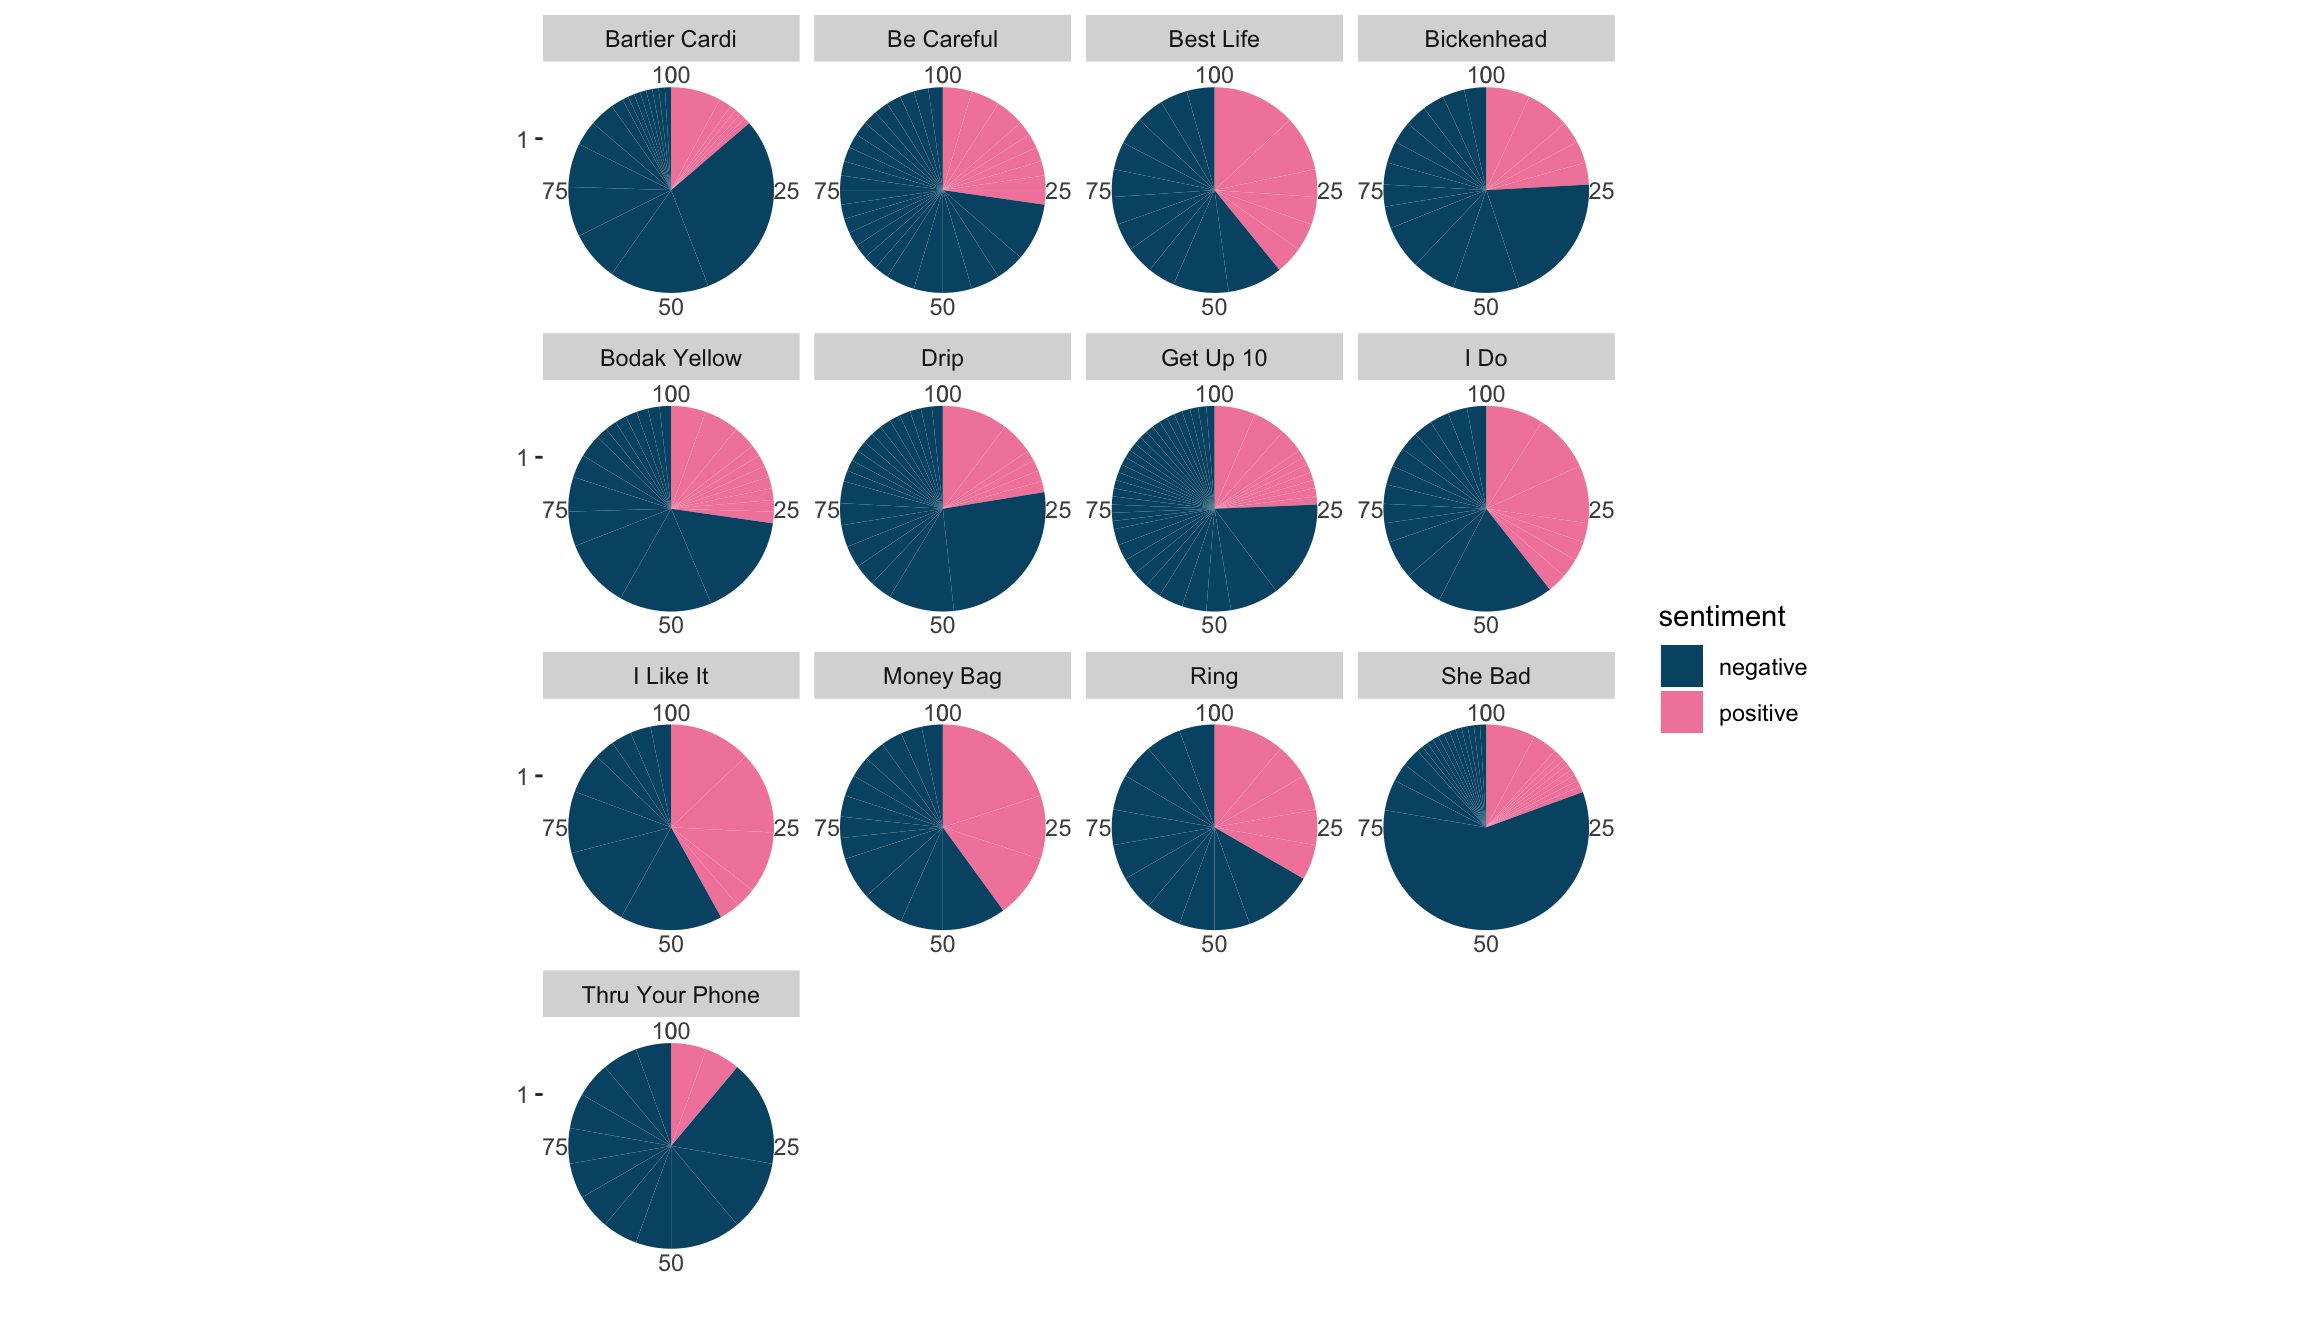 Bartier Cardi Be Careful Best Life Bickenhead
100 100 100 100
1
75 25 75 25 75 25 75 25
50 50 50 50
Bodak Yellow Drip Get Up 10 I Do
100 100 100 100
1
75 25 75 25 75 25 75 25
50 50 50 50
sentiment
negative
positive
I Like It Money Bag Ring She Bad
100 100 100 100
1
75 25 75 25 75 25 75 25
50 50 50 50
Thru Your Phone
100
1
75 25
50